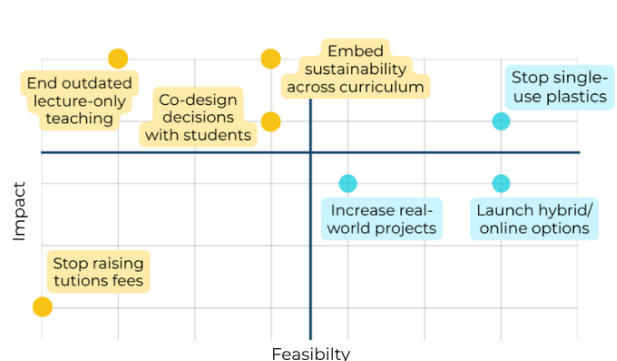 Embed
sustainability
across curriculum
End outdated
lecture-only
teaching
Co-design
decisions
with students
Stop single-
use plastics
Impact
Increase real-
world projects
Launch hybrid/
online options
Stop raising
tutions fees
Feasibilty